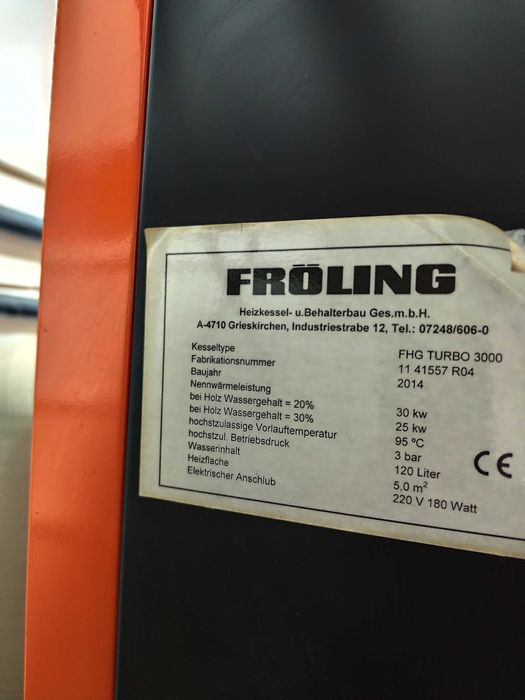 FRÖLING
Heizkessel- u.Behalterbau Ges.m.b.H.
A-4710 Grieskirchen, Industriestrabe 12, Tel.: 07248/606-0
Kesseltype FHG TURBO 3000
Fabrikationsnummer 11 41557 R04
Baujahr 2014
Nennwärmeleistung
bei Holz Wassergehalt = 20% 30 kw
bei Holz Wassergehalt = 30% 25 kw
hochstzulassige Vorlauftemperatur 95 ºC
hochstzul. Betriebsdruck 3 bar
Wasserinhalt 120 Liter
Heizflache 5,0 m²
Elektrischer Anschlub 220 V 180 Watt
CE